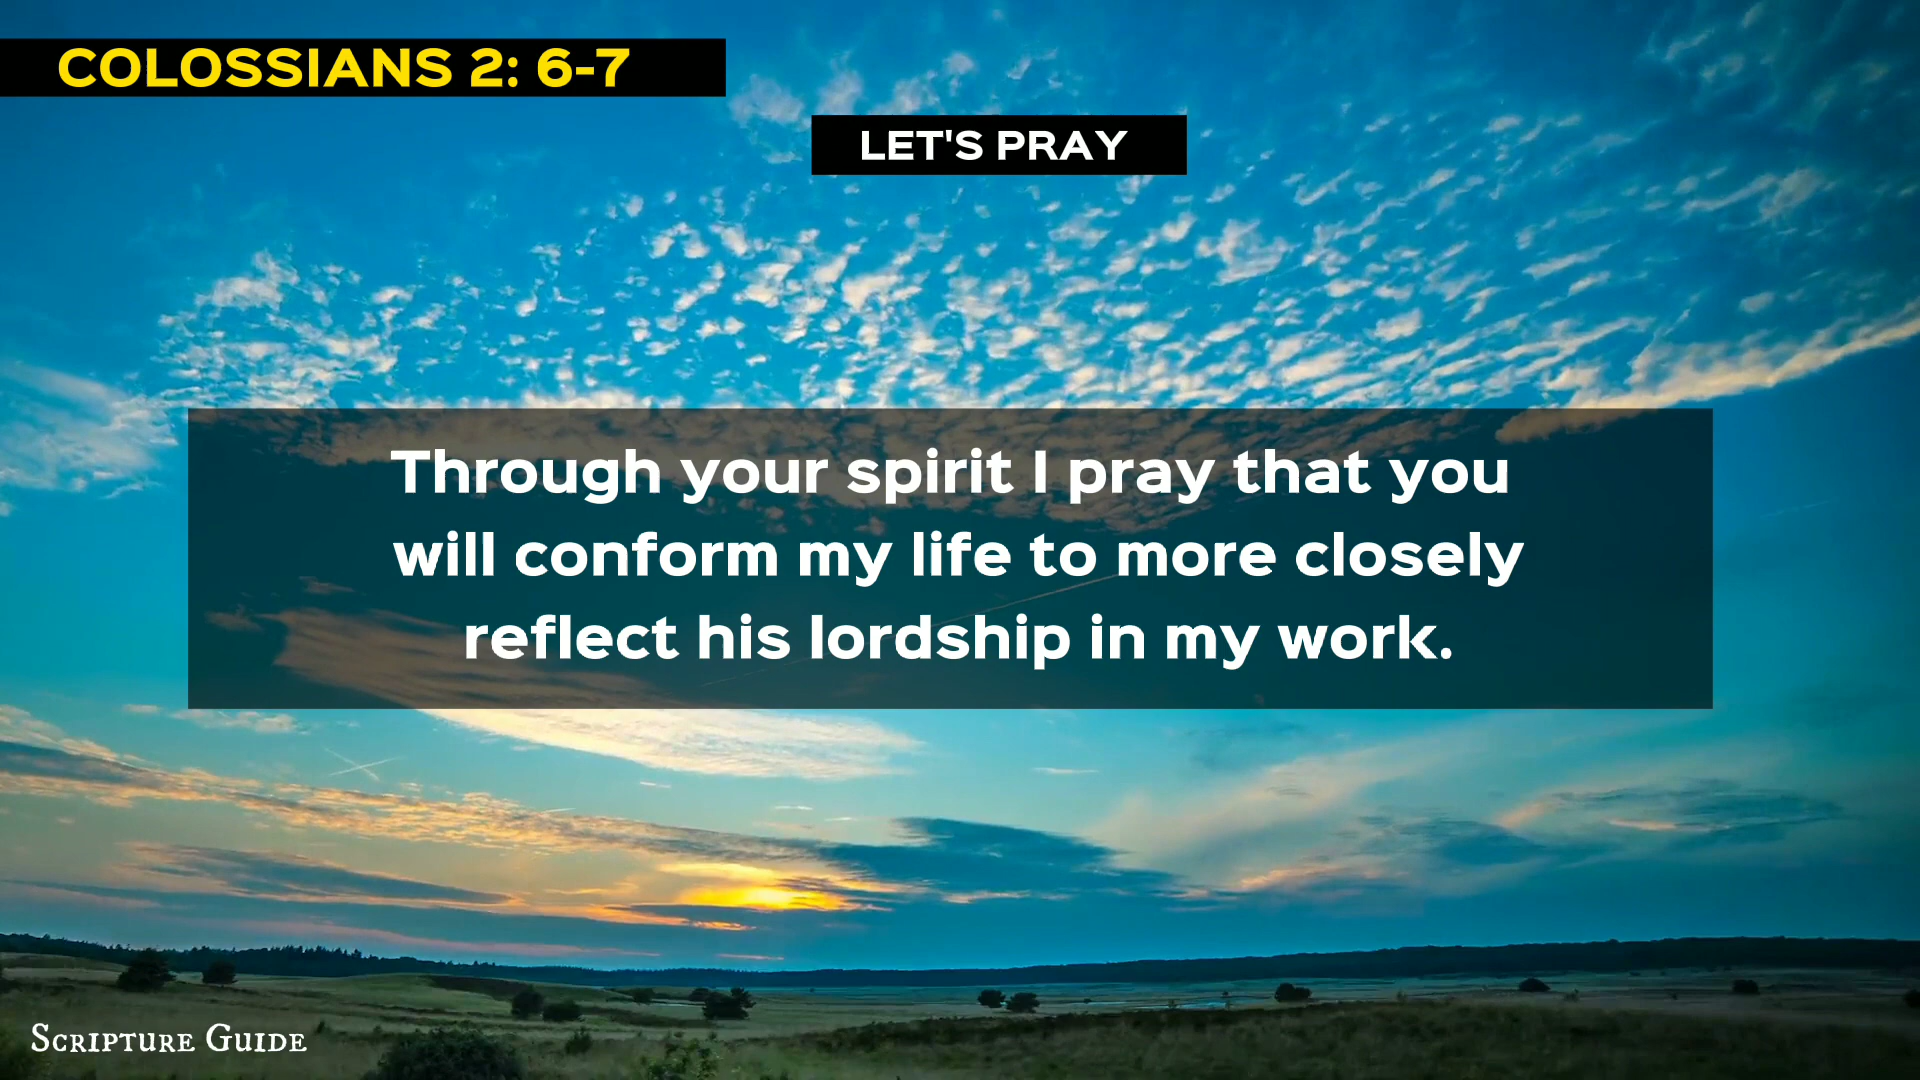 COLOSSIANS 2: 6-7
LET'S PRAY
Through your spirit I pray that you
will conform my life to more closely
reflect his lordship in my work.
Scripture Guide